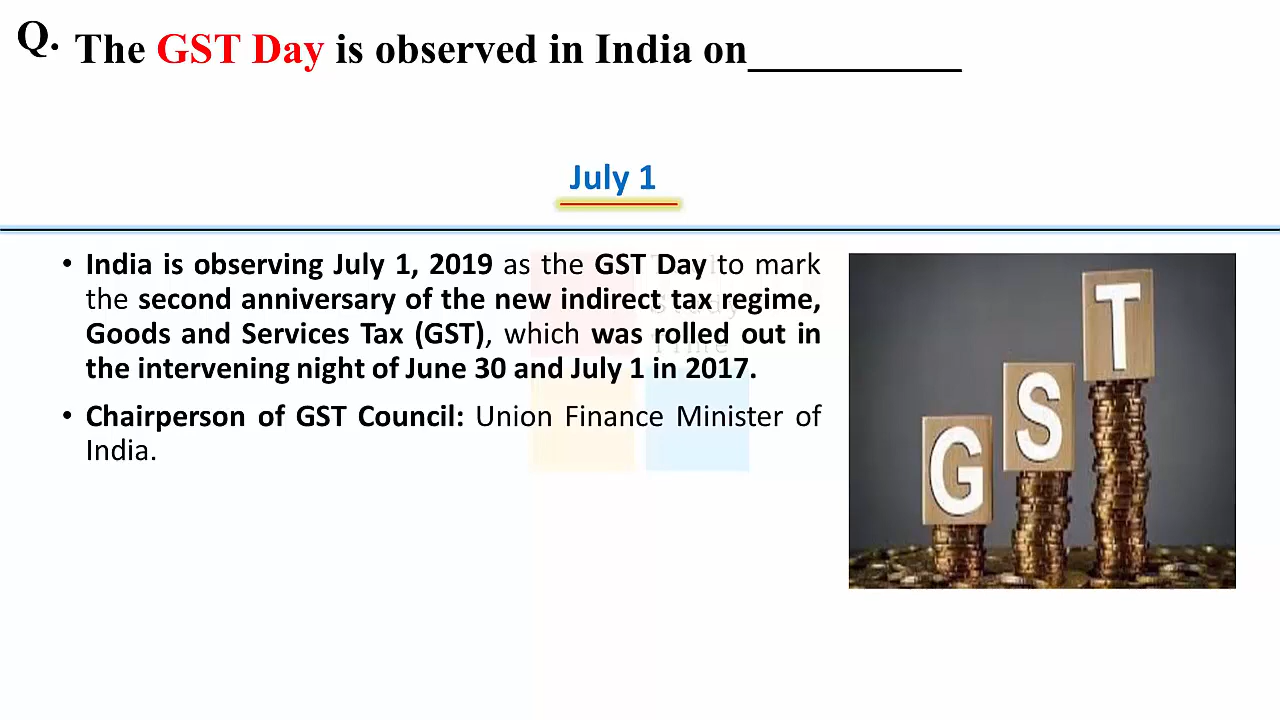 Q. The GST Day is observed in India on__________
July 1
• India is observing July 1, 2019 as the GST Day to mark
the second anniversary of the new indirect tax regime,
Goods and Services Tax (GST), which was rolled out in
the intervening night of June 30 and July 1 in 2017.
• Chairperson of GST Council: Union Finance Minister of
India.
G
S
T
Study
Time